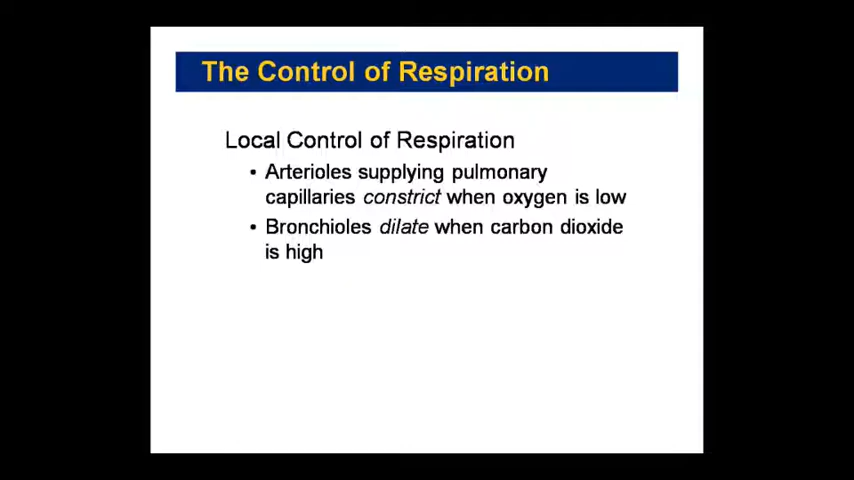 The Control of Respiration
Local Control of Respiration
• Arterioles supplying pulmonary
capillaries constrict when oxygen is low
• Bronchioles dilate when carbon dioxide
is high